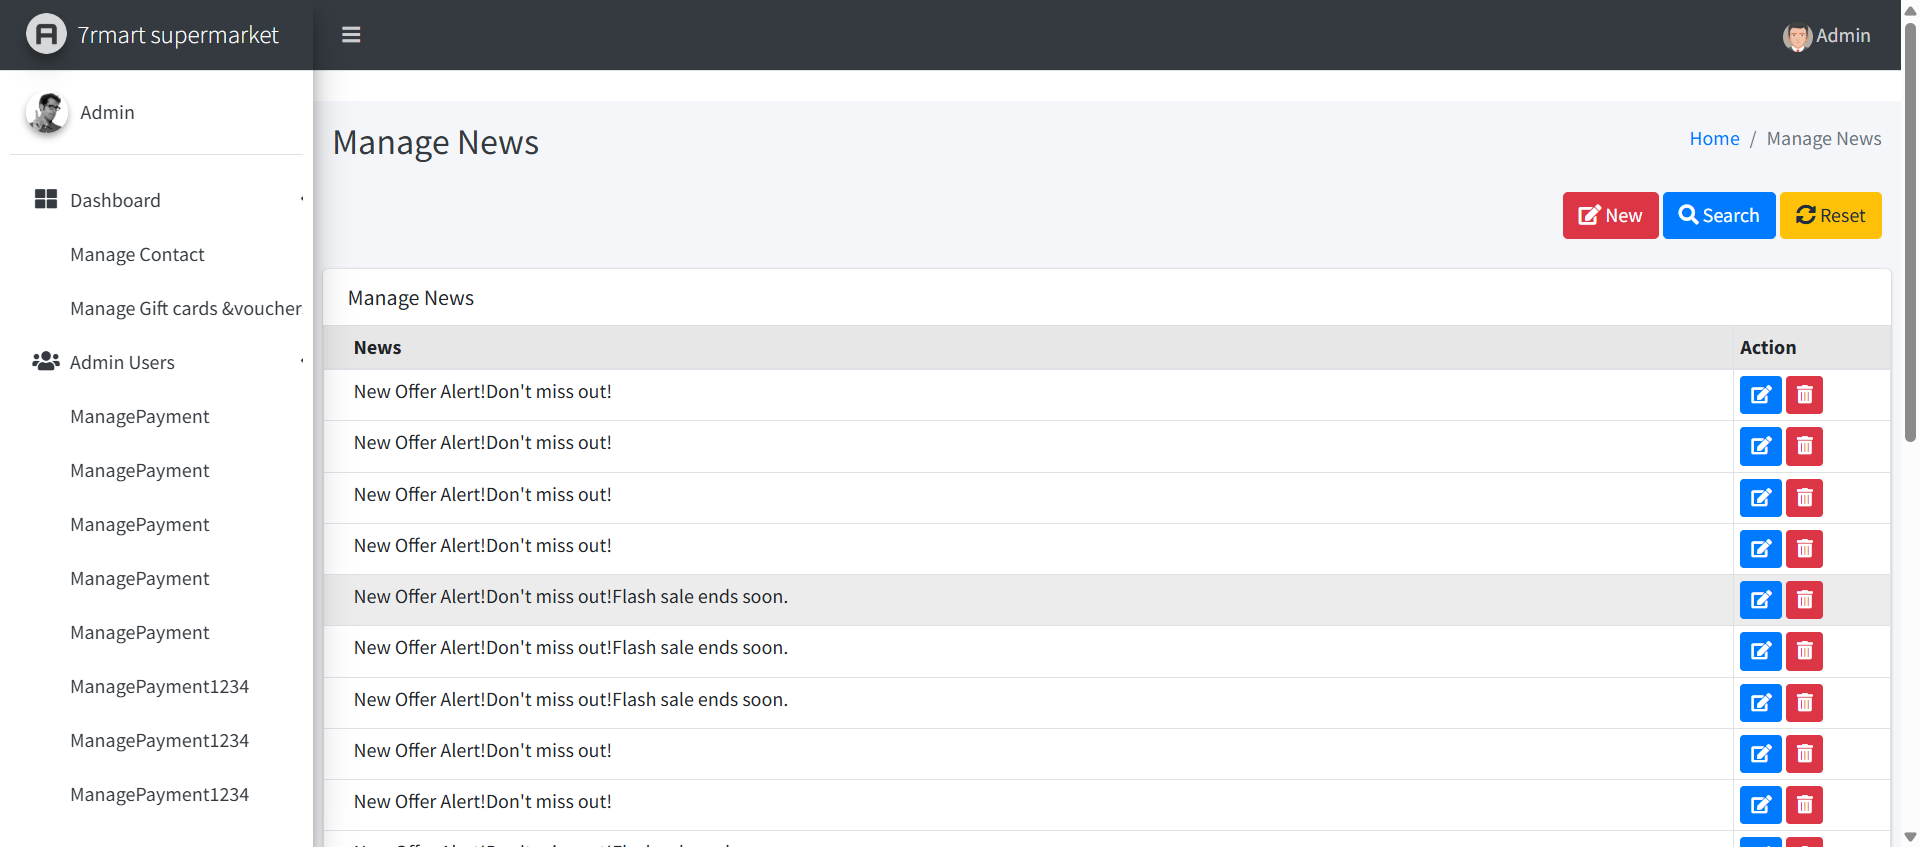 7rmart supermarket
Admin
Admin
Dashboard
Manage Contact
Manage Gift cards &voucher
Admin Users
ManagePayment
ManagePayment
ManagePayment
ManagePayment
ManagePayment
ManagePayment1234
ManagePayment1234
ManagePayment1234
Manage News
Home / Manage News
New Search Reset
Manage News
News Action
New Offer Alert!Don't miss out!
New Offer Alert!Don't miss out!
New Offer Alert!Don't miss out!
New Offer Alert!Don't miss out!
New Offer Alert!Don't miss out!Flash sale ends soon.
New Offer Alert!Don't miss out!Flash sale ends soon.
New Offer Alert!Don't miss out!Flash sale ends soon.
New Offer Alert!Don't miss out!
New Offer Alert!Don't miss out!